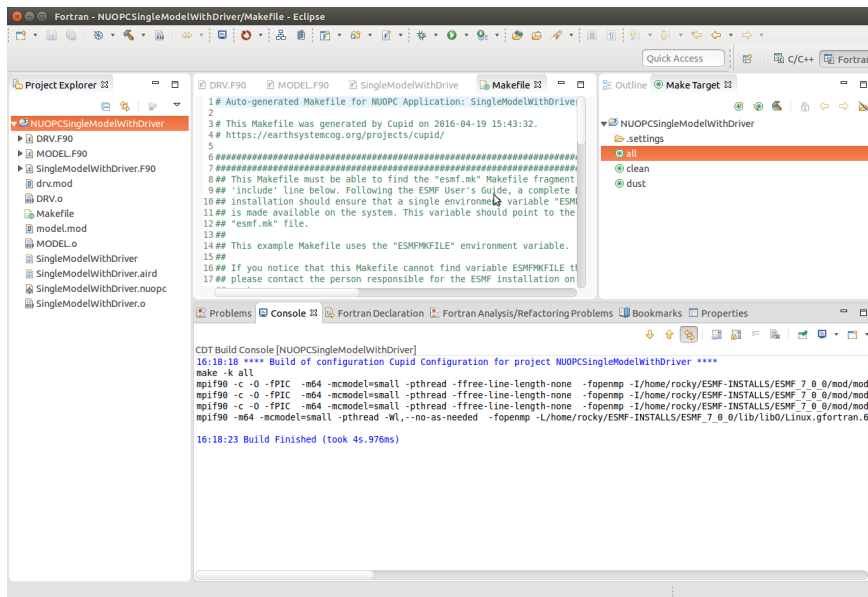 Fortran - NUOPCSingleModelWithDriver/Makefile - Eclipse
Quick Access
C/C++
Fortran
Project Explorer
NUOPCSingleModelWithDriver
DRV.F90
MODEL.F90
SingleModelWithDriver.F90
drv.mod
DRV.o
Makefile
model.mod
MODEL.o
SingleModelWithDriver
SingleModelWithDriver.aird
SingleModelWithDriver.nuopc
SingleModelWithDriver.o
DRV.F90 MODEL.F90 SingleModelWithDrive Makefile
1 # Auto-generated Makefile for NUOPC Application: SingleModelWithDriver
2
3 # This Makefile was generated by Cupid on 2016-04-19 15:43:32.
4 # https://earthsystemcog.org/projects/cupid/
5
6 ################################################################
7 ################################################################
8 ## This Makefile must be able to find the "esmf.mk" Makefile fragment
9 ## 'include' line below. Following the ESMF User's Guide, a complete
10 ## installation should ensure that a single environment variable "ESM
11 ## is made available on the system. This variable should point to the
12 ## "esmf.mk" file.
13 ##
14 ## This example Makefile uses the "ESMFMKFILE" environment variable.
15 ##
16 ## If you notice that this Makefile cannot find variable ESMFMKFILE th
17 ## please contact the person responsible for the ESMF installation on
Outline Make Target
NUOPCSingleModelWithDriver
.settings
all
clean
dust
Problems Console Fortran Declaration Fortran Analysis/Refactoring Problems Bookmarks Properties
CDT Build Console [NUOPCSingleModelWithDriver]
16:18:18 **** Build of configuration Cupid Configuration for project NUOPCSingleModelWithDriver ****
make -k all
mpif90 -c -O -fPIC -m64 -mcmodel=small -pthread -ffree-line-length-none -fopenmp -I/home/rocky/ESMF-INSTALLS/ESMF_7_0_0/mod/mod
mpif90 -c -O -fPIC -m64 -mcmodel=small -pthread -ffree-line-length-none -fopenmp -I/home/rocky/ESMF-INSTALLS/ESMF_7_0_0/mod/mod
mpif90 -c -O -fPIC -m64 -mcmodel=small -pthread -ffree-line-length-none -fopenmp -I/home/rocky/ESMF-INSTALLS/ESMF_7_0_0/mod/mod
mpif90 -m64 -mcmodel=small -pthread -Wl,--no-as-needed -fopenmp -L/home/rocky/ESMF-INSTALLS/ESMF_7_0_0/lib/libO/Linux.gfortran.6
16:18:23 Build Finished (took 4s.976ms)